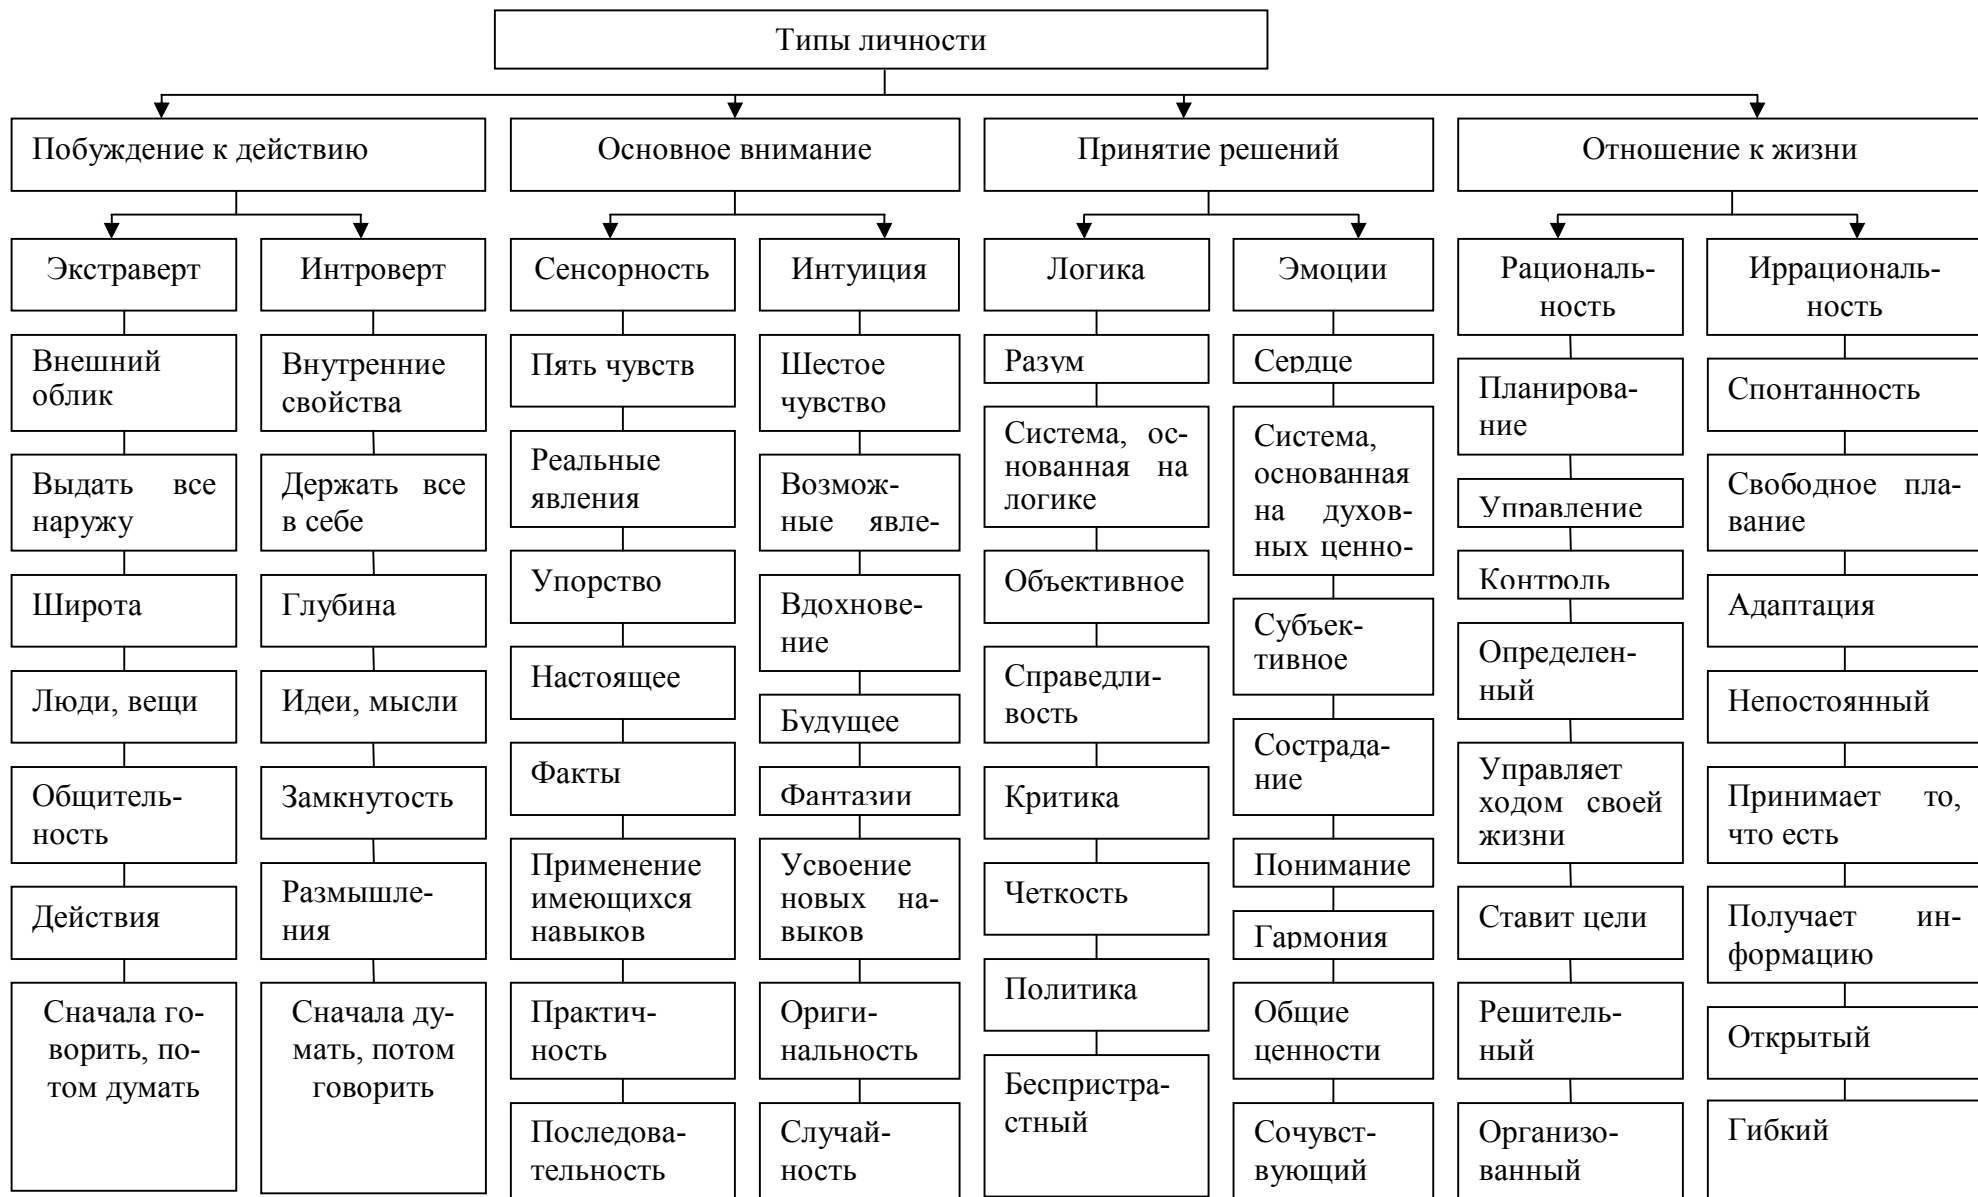 Типы личности
Побуждение к действию
Основное внимание
Принятие решений
Отношение к жизни
Экстраверт
Интроверт
Сенсорность
Интуиция
Логика
Эмоции
Рациональ-
ность
Иррациональ-
ность
Внешний
облик
Выдать все
наружу
Широта
Люди, вещи
Общитель-
ность
Действия
Сначала го-
ворить, по-
том думать
Внутренние
свойства
Держать все
в себе
Глубина
Идеи, мысли
Замкнутость
Размышле-
ния
Сначала ду-
мать, потом
говорить
Пять чувств
Реальные
явления
Упорство
Настоящее
Факты
Применение
имеющихся
навыков
Практич-
ность
Последова-
тельность
Шестое
чувство
Возмож-
ные явле-
Вдохнове-
ние
Будущее
Фантазии
Усвоение
новых на-
выков
Ориги-
нальность
Случай-
ность
Разум
Система, ос-
нованная на
логике
Объективное
Справедли-
вость
Критика
Четкость
Политика
Беспристра-
стный
Сердце
Система,
основанная
на духов-
ных ценно-
Субъек-
тивное
Сострада-
ние
Понимание
Гармония
Общие
ценности
Сочувст-
вующий
Планирова-
ние
Управление
Контроль
Определен-
ный
Управляет
ходом своей
жизни
Ставит цели
Решитель-
ный
Организо-
ванный
Спонтанность
Свободное пла-
вание
Адаптация
Непостоянный
Принимает то,
что есть
Получает ин-
формацию
Открытый
Гибкий